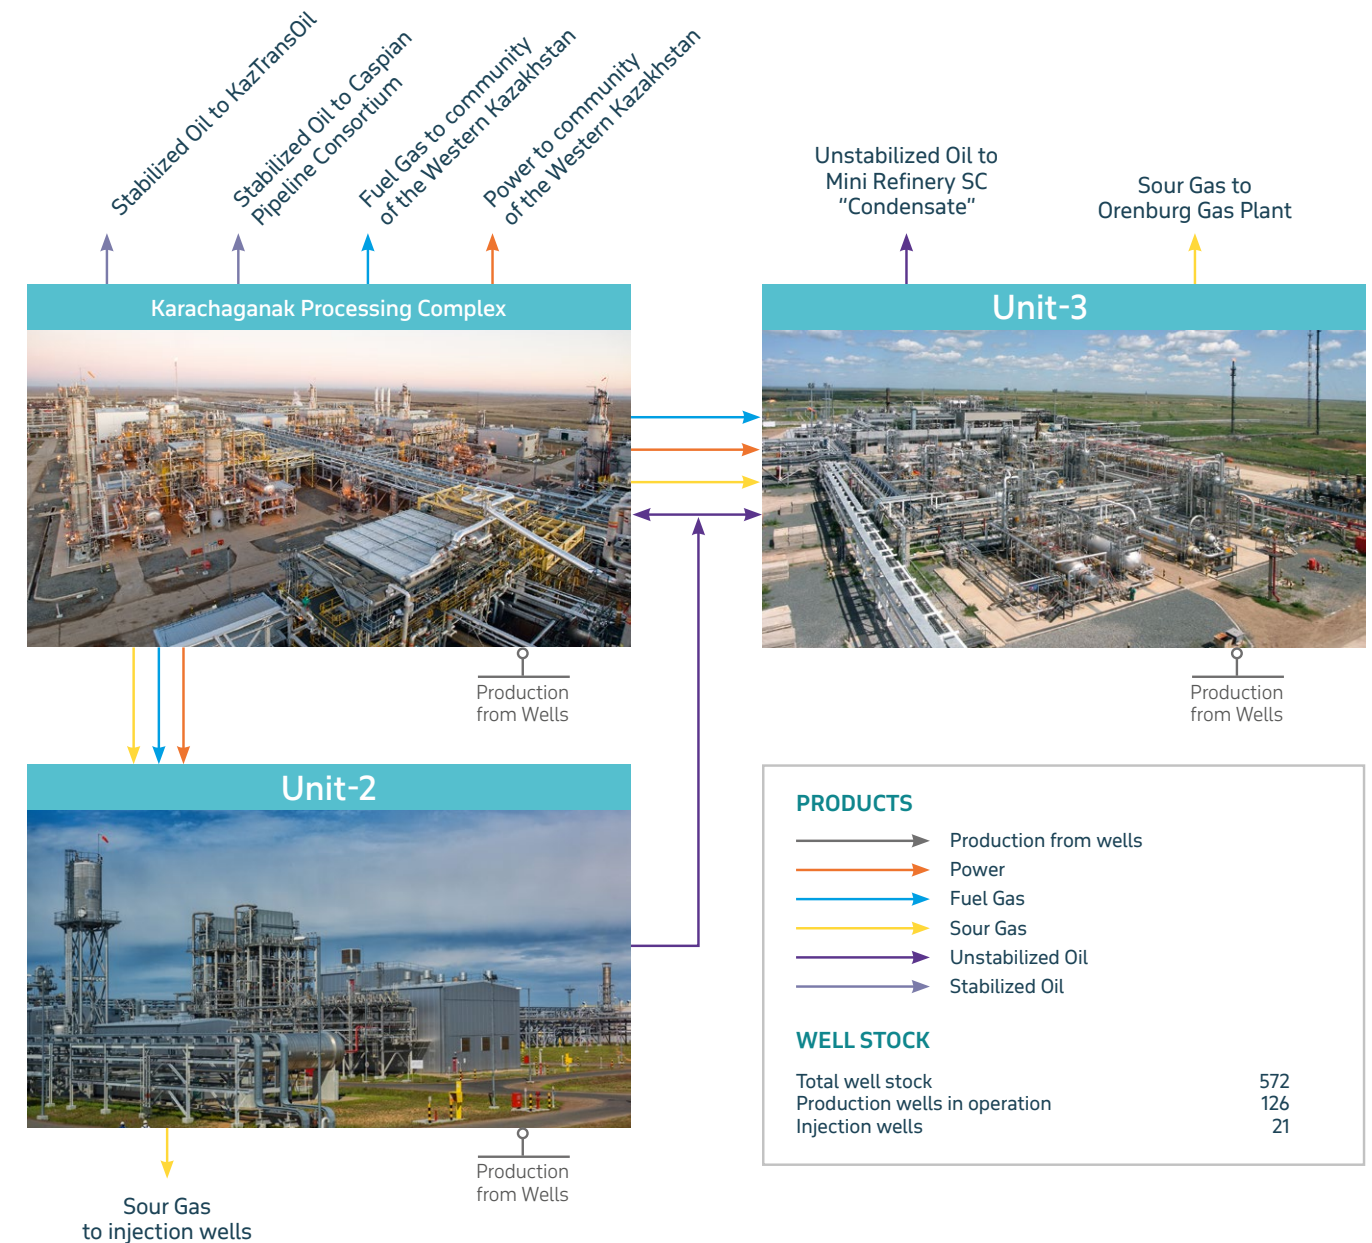 Stabilized Oil to KazTransOil
Stabilized Oil to Caspian
Pipeline Consortium
Fuel Gas to community
of the Western Kazakhstan
Power to community
of the Western Kazakhstan
Unstabilized Oil to
Mini Refinery SC
“Condensate“
Sour Gas to
Orenburg Gas Plant
Karachaganak Processing Complex
Unit-3
Production
from Wells
Production
from Wells
Unit-2
Production
from Wells
Sour Gas
to injection wells
PRODUCTS
Production from wells
Power
Fuel Gas
Sour Gas
Unstabilized Oil
Stabilized Oil
WELL STOCK
Total well stock 572
Production wells in operation 126
Injection wells 21